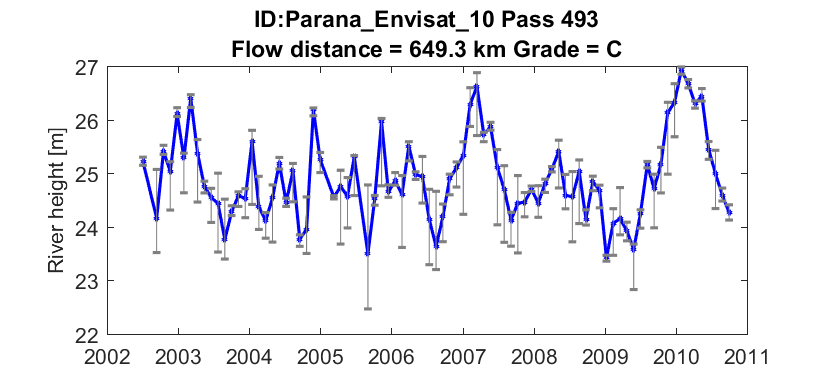 ID:Parana_Envisat_10 Pass 493
Flow distance = 649.3 km Grade = C
River height [m]
27
26
25
24
23
22
2002 2003 2004 2005 2006 2007 2008 2009 2010 2011